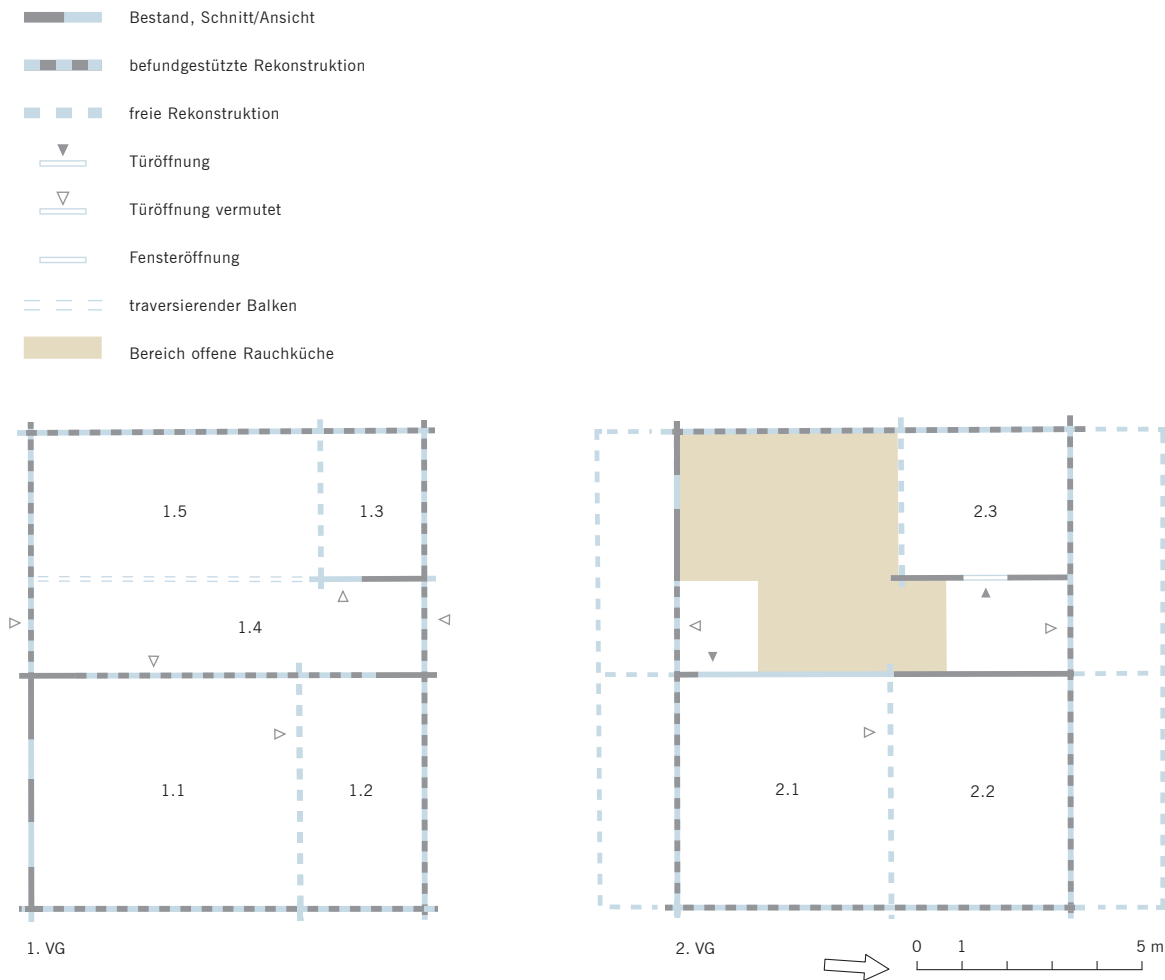 Bestand, Schnitt/Ansicht
befundgestützte Rekonstruktion
freie Rekonstruktion
Türöffnung
Türöffnung vermutet
Fensteröffnung
traversierender Balken
Bereich offene Rauchküche
1.5
1.3
1.4
1.1
1.2
1. VG
2.3
2.1
2.2
2. VG
0 1 5 m